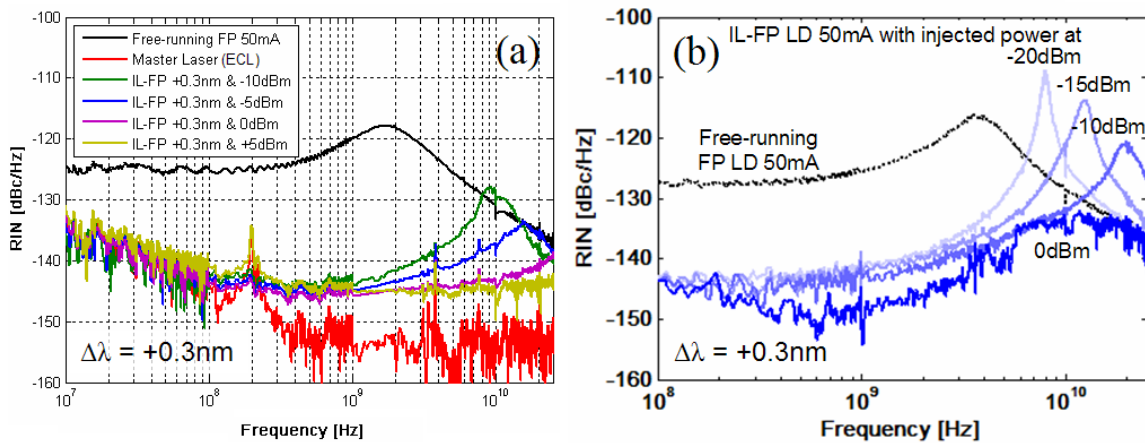 -100
-110
-120
-130
-140
-150
-160
RIN [dBc/Hz]
Free-running FP 50mA
Master Laser (ECL)
IL-FP +0.3nm & -10dBm
IL-FP +0.3nm & -5dBm
IL-FP +0.3nm & 0dBm
IL-FP +0.3nm & +5dBm
(a)
Δλ = +0.3nm
10^7
10^8
10^9
10^10
Frequency [Hz]
-100
-110
-120
-130
-140
-150
-160
RIN [dBc/Hz]
(b)
IL-FP LD 50mA with injected power at
-20dBm
-15dBm
-10dBm
Free-running
FP LD 50mA
0dBm
Δλ = +0.3nm
10^8
10^9
10^10
Frequency [Hz]